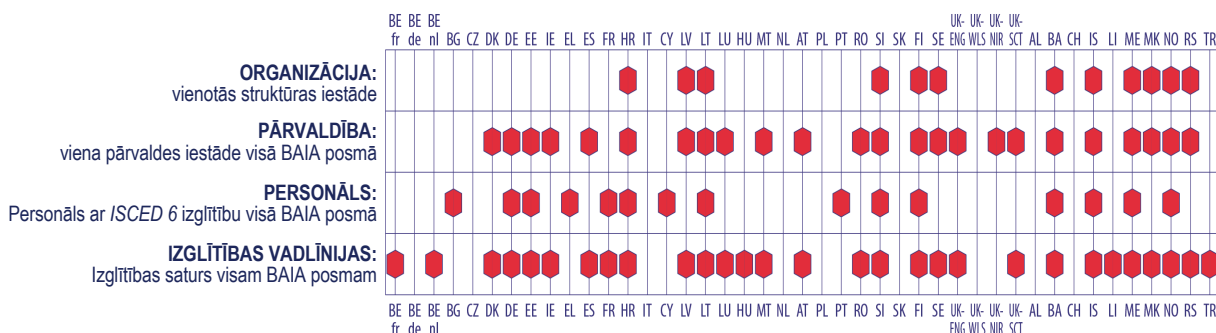 BE BE BE UK- UK- UK- UK-
fr de nl BG CZ DK DE EE IE EL ES FR HR IT CY LV LT LU HU MT NL AT PL PT RO SI SK FI SE ENG WLS NIR SCT AL BA CH IS LI ME MK NO RS TR
ORGANIZĀCIJA:
vienotās struktūras iestāde
PĀRVALDĪBA:
viena pārvaldes iestāde visā BAIA posmā
PERSONĀLS:
Personāls ar ISCED 6 izglītību visā BAIA posmā
IZGLĪTĪBAS VADLĪNIJAS:
Izglītības saturs visam BAIA posmam
BE BE BE BG CZ DK DE EE IE EL ES FR HR IT CY LV LT LU HU MT NL AT PL PT RO SI SK FI SE UK- UK- UK- UK- AL BA CH IS LI ME MK NO RS TR
fr de nl ENG WLS NIR SCT